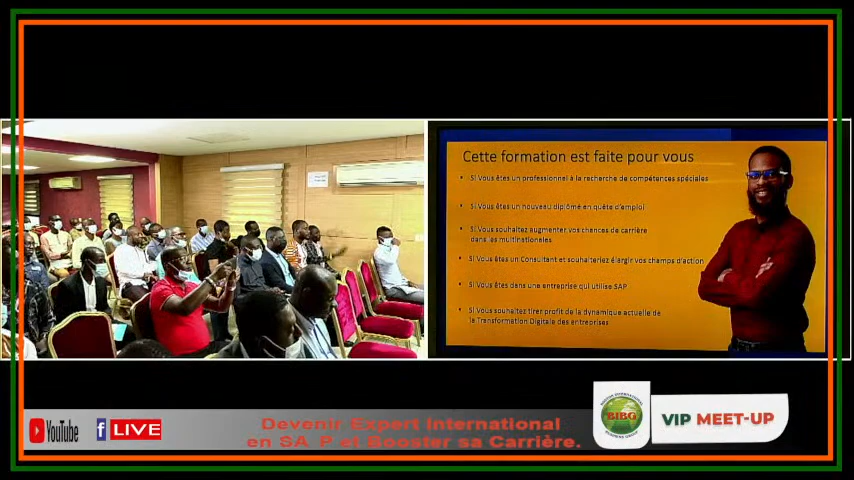 Cette formation est faite pour vous
• Si Vous êtes un professionnel à la recherche de compétences spéciales
• Si Vous êtes un nouveau diplômé en quête d'emploi
• Si Vous souhaitez augmenter vos chances de carrière
dans les multinationales
• Si Vous êtes un Consultant et souhaiteriez élargir vos champs d'action
• Si Vous êtes dans une entreprise qui utilise SAP
• Si Vous souhaitez tirer profit de la dynamique actuelle de
la Transformation Digitale des entreprises
YouTube
f LIVE
Devenir Expert International
en SA P et Booster sa Carrière.
BIBG
VIP MEET-UP